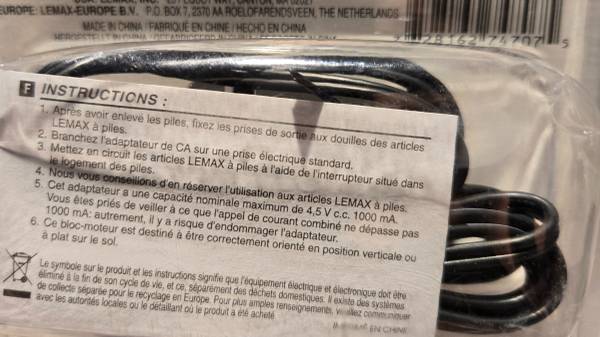 CANTON, MA 02021
EUROPE: LEMAX-EUROPE B.V. P.O. BOX 7, 2370 AA ROELOFARENDSVEEN, THE NETHERLANDS
MADE IN CHINA / FABRIQUÉ EN CHINE / HECHO EN CHINA
28162 74707 5
F INSTRUCTIONS :
1. Après avoir enlevé les piles, fixez les prises de sortie aux douilles des articles
LEMAX à piles.
2. Branchez l'adaptateur de CA sur une prise électrique standard.
3. Mettez en circuit les articles LEMAX à piles à l'aide de l'interrupteur situé dans
le logement des piles.
4. Nous vous conseillons d'en réserver l'utilisation aux articles LEMAX à piles.
5. Cet adaptateur a une capacité nominale maximum de 4,5 V c.c. 1000 mA.
Vous êtes priés de veiller à ce que l'appel de courant combiné ne dépasse pas
1000 mA: autrement, il y a risque d'endommager l'adaptateur.
6. Ce bloc-moteur est destiné à être correctement orienté en position verticale ou
à plat sur le sol.
Le symbole sur le produit et les instructions signifie que l'équipement électrique et électronique doit être
éliminé à la fin de son cycle de vie, et ce, séparément des déchets domestiques. Il existe des systèmes
de collecte séparée pour le recyclage en Europe. Pour plus amples renseignements, veuillez communiquer
avec les autorités locales ou le détaillant où le produit a été acheté
EN CHINE